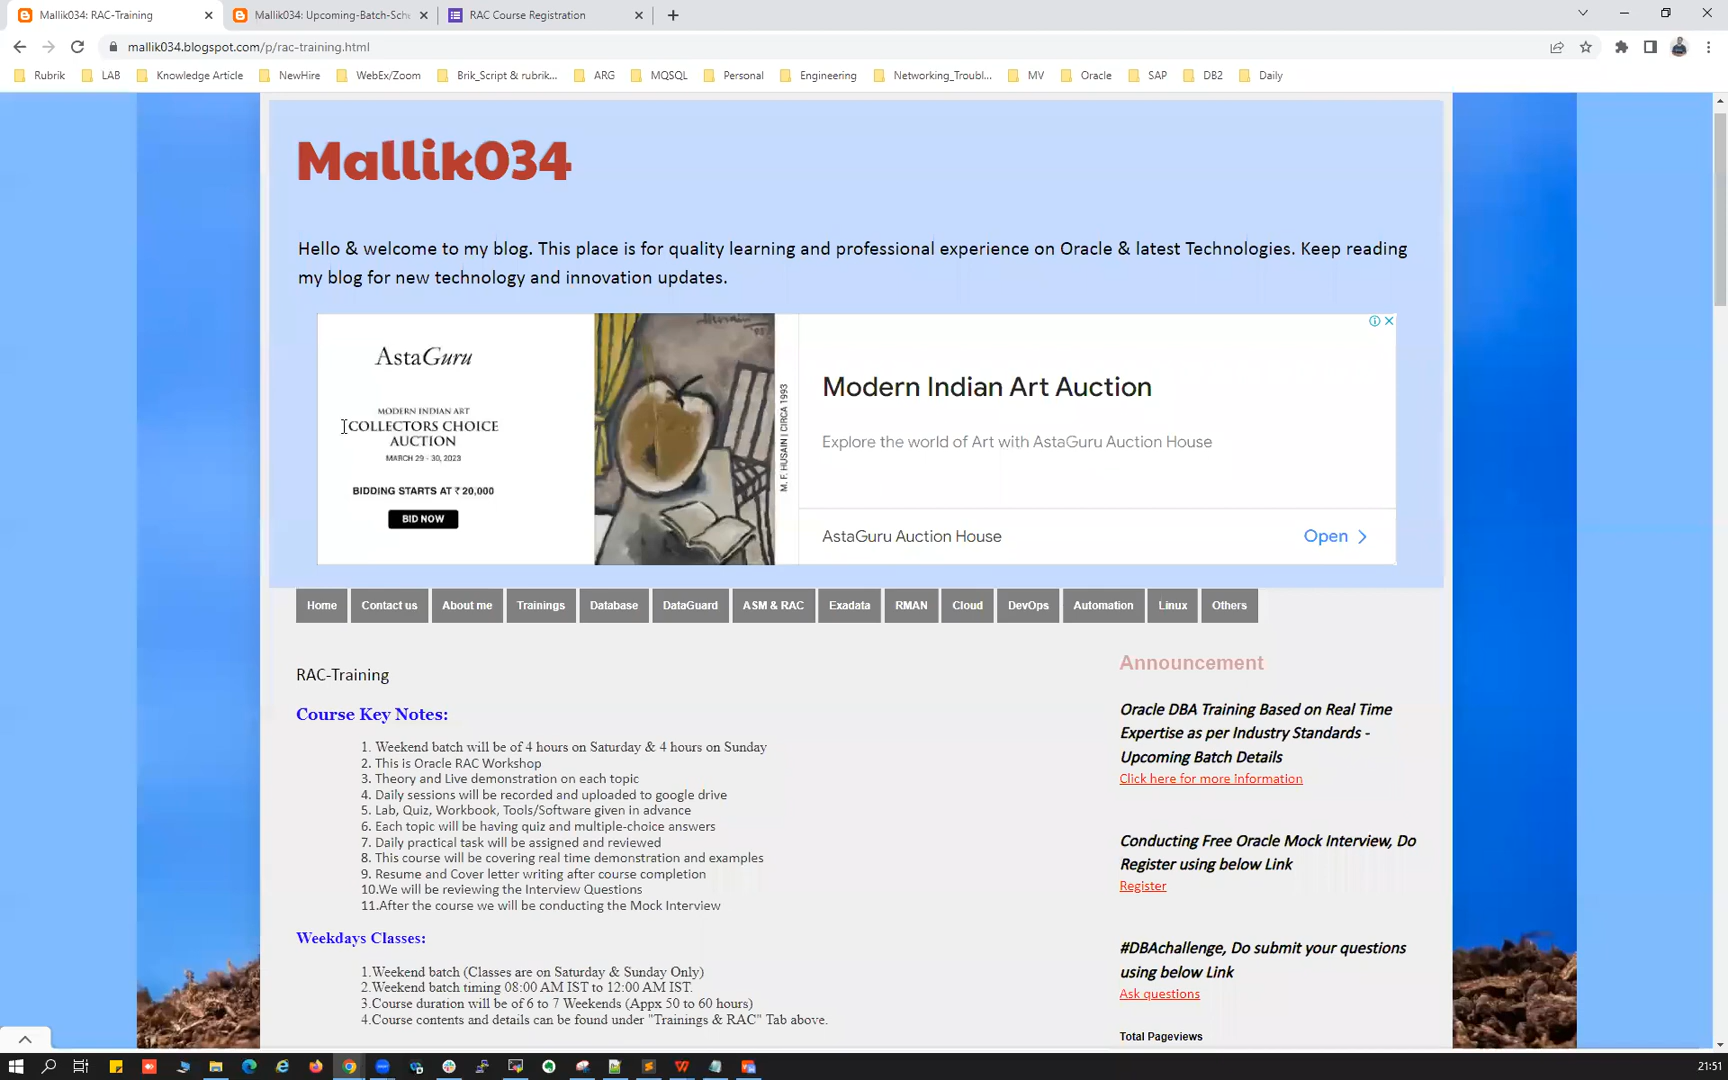 Mallik034: RAC-Training
Mallik034: Upcoming-Batch-Sch
RAC Course Registration
mallik034.blogspot.com/p/rac-training.html
Rubrik LAB Knowledge Article NewHire WebEx/Zoom Brik_Script & rubrik... ARG MQSQL Personal Engineering Networking_Troubl... MV Oracle SAP DB2 Daily
Mallik034
Hello & welcome to my blog. This place is for quality learning and professional experience on Oracle & latest Technologies. Keep reading
my blog for new technology and innovation updates.
AstaGuru
MODERN INDIAN ART
COLLECTORS CHOICE
AUCTION
MARCH 29 - 30, 2023
BIDDING STARTS AT ₹ 20,000
BID NOW
M. F. HUSAIN | CIRCA 1993
Modern Indian Art Auction
Explore the world of Art with AstaGuru Auction House
AstaGuru Auction House
Open
Home Contact us About me Trainings Database DataGuard ASM & RAC Exadata RMAN Cloud DevOps Automation Linux Others
RAC-Training
Course Key Notes:
1. Weekend batch will be of 4 hours on Saturday & 4 hours on Sunday
2. This is Oracle RAC Workshop
3. Theory and Live demonstration on each topic
4. Daily sessions will be recorded and uploaded to google drive
5. Lab, Quiz, Workbook, Tools/Software given in advance
6. Each topic will be having quiz and multiple-choice answers
7. Daily practical task will be assigned and reviewed
8. This course will be covering real time demonstration and examples
9. Resume and Cover letter writing after course completion
10.We will be reviewing the Interview Questions
11.After the course we will be conducting the Mock Interview
Weekdays Classes:
1.Weekend batch (Classes are on Saturday & Sunday Only)
2.Weekend batch timing 08:00 AM IST to 12:00 AM IST.
3.Course duration will be of 6 to 7 Weekends (Appx 50 to 60 hours)
4.Course contents and details can be found under "Trainings & RAC" Tab above.
Announcement
Oracle DBA Training Based on Real Time
Expertise as per Industry Standards -
Upcoming Batch Details
Click here for more information
Conducting Free Oracle Mock Interview, Do
Register using below Link
Register
#DBAchallenge, Do submit your questions
using below Link
Ask questions
Total Pageviews
21:51